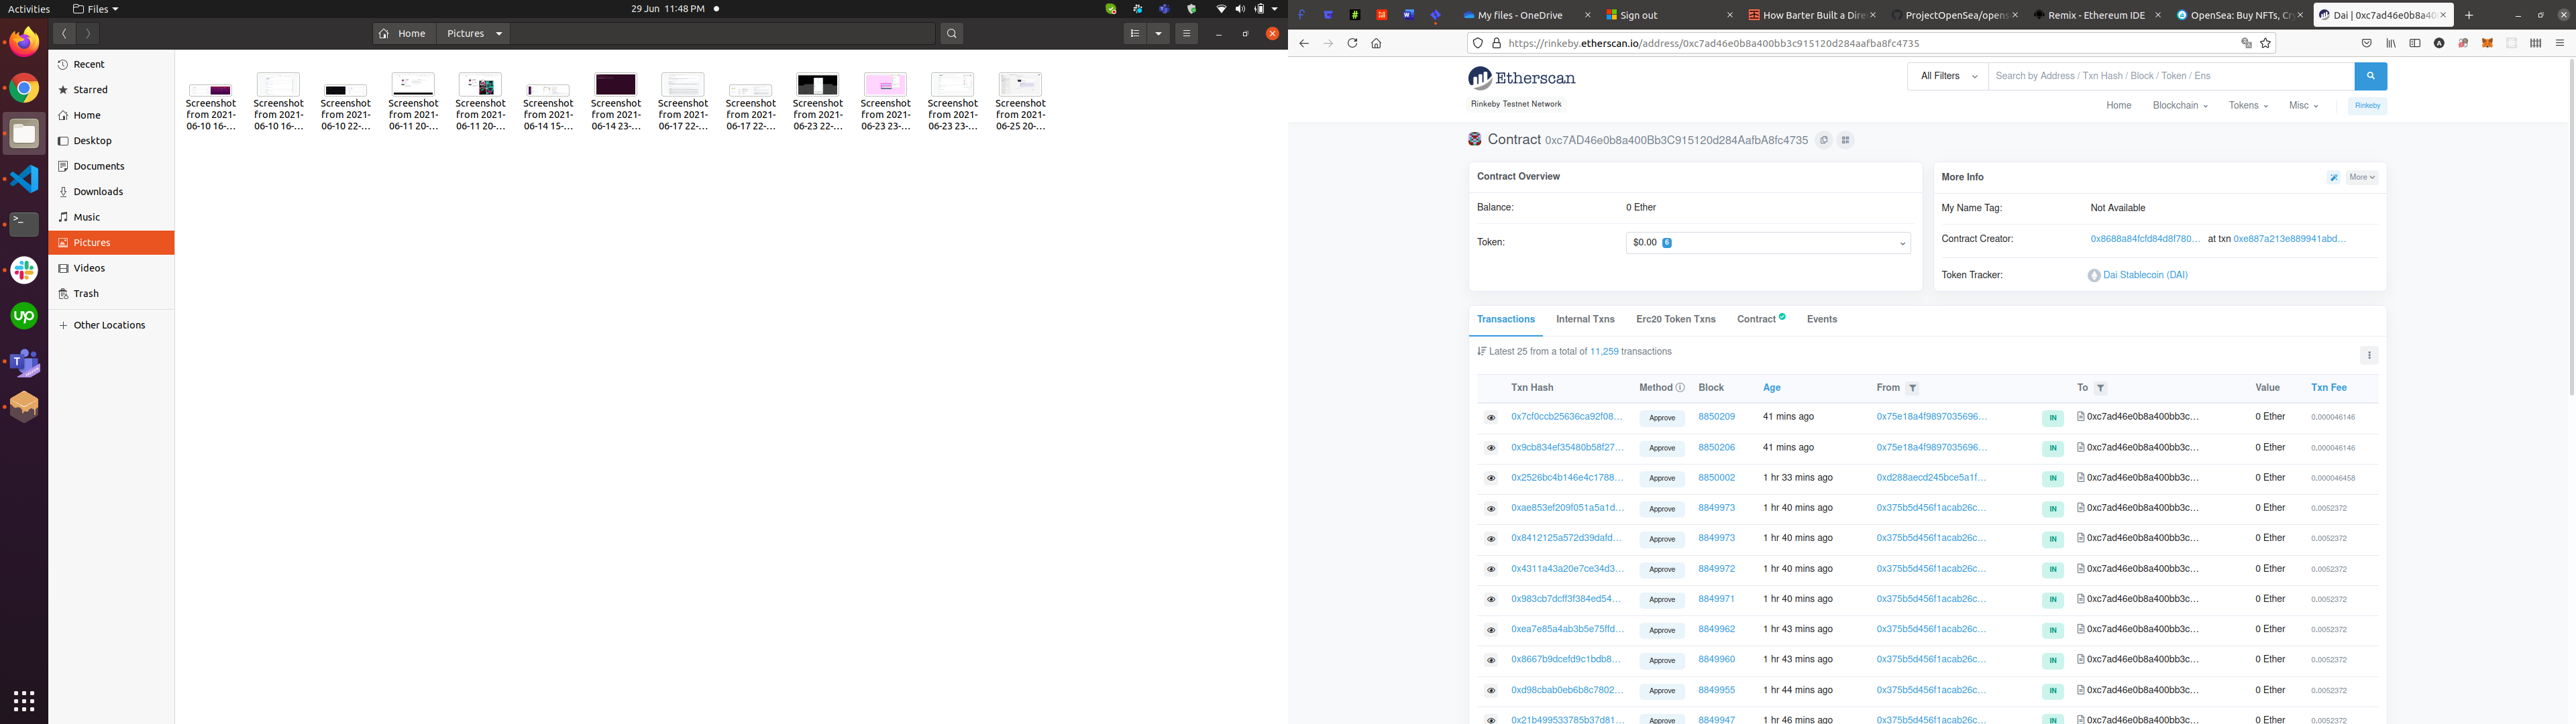 Activities
Files
29 Jun 11:48 PM
Home
Pictures
Recent
Starred
Home
Desktop
Documents
Downloads
Music
Pictures
Videos
Trash
Other Locations
Screenshot from 2021-06-10 16-…
Screenshot from 2021-06-10 16-…
Screenshot from 2021-06-10 22-…
Screenshot from 2021-06-11 20-…
Screenshot from 2021-06-11 20-…
Screenshot from 2021-06-14 15-…
Screenshot from 2021-06-14 23-…
Screenshot from 2021-06-17 22-…
Screenshot from 2021-06-17 22-…
Screenshot from 2021-06-23 22-…
Screenshot from 2021-06-23 23-…
Screenshot from 2021-06-23 23-…
Screenshot from 2021-06-25 20-…
My files - OneDrive
Sign out
How Barter Built a Dire
ProjectOpenSea/opens
Remix - Ethereum IDE
OpenSea: Buy NFTs, Cry
Dai | 0xc7ad46e0b8a40
https://rinkeby.etherscan.io/address/0xc7ad46e0b8a400bb3c915120d284aafba8fc4735
Etherscan
Rinkeby Testnet Network
All Filters
Search by Address / Txn Hash / Block / Token / Ens
Home
Blockchain
Tokens
Misc
Rinkeby
Contract 0xc7AD46e0b8a400Bb3C915120d284AafbA8fc4735
Contract Overview
Balance: 0 Ether
Token: $0.00 6
More Info
More
My Name Tag: Not Available
Contract Creator: 0x8688a84fcfd84d8f780… at txn 0xe887a213e889941abd…
Token Tracker: Dai Stablecoin (DAI)
Transactions
Internal Txns
Erc20 Token Txns
Contract
Events
Latest 25 from a total of 11,259 transactions
Txn Hash Method Block Age From To Value Txn Fee
0x7cf0ccb25636ca92f08… Approve 8850209 41 mins ago 0x75e18a4f9897035696… IN 0xc7ad46e0b8a400bb3c… 0 Ether 0.000046146
0x9cb834ef35480b58f27… Approve 8850206 41 mins ago 0x75e18a4f9897035696… IN 0xc7ad46e0b8a400bb3c… 0 Ether 0.000046146
0x2526bc4b146e4c1788… Approve 8850002 1 hr 33 mins ago 0xd288aecd245bce5a1f… IN 0xc7ad46e0b8a400bb3c… 0 Ether 0.000046458
0xae853ef209f051a5a1d… Approve 8849973 1 hr 40 mins ago 0x375b5d456f1acab26c… IN 0xc7ad46e0b8a400bb3c… 0 Ether 0.0052372
0x8412125a572d39dafd… Approve 8849973 1 hr 40 mins ago 0x375b5d456f1acab26c… IN 0xc7ad46e0b8a400bb3c… 0 Ether 0.0052372
0x4311a43a20e7ce34d3… Approve 8849972 1 hr 40 mins ago 0x375b5d456f1acab26c… IN 0xc7ad46e0b8a400bb3c… 0 Ether 0.0052372
0x983cb7dcff3f384ed54… Approve 8849971 1 hr 40 mins ago 0x375b5d456f1acab26c… IN 0xc7ad46e0b8a400bb3c… 0 Ether 0.0052372
0xea7e85a4ab3b5e75ffd… Approve 8849962 1 hr 43 mins ago 0x375b5d456f1acab26c… IN 0xc7ad46e0b8a400bb3c… 0 Ether 0.0052372
0x8667b9dcefd9c1bdb8… Approve 8849960 1 hr 43 mins ago 0x375b5d456f1acab26c… IN 0xc7ad46e0b8a400bb3c… 0 Ether 0.0052372
0xd98cbab0eb6b8c7802… Approve 8849955 1 hr 44 mins ago 0x375b5d456f1acab26c… IN 0xc7ad46e0b8a400bb3c… 0 Ether 0.0052372
0x21b499533785b37d81… Approve 8849947 1 hr 46 mins ago 0x375b5d456f1acab26c… IN 0xc7ad46e0b8a400bb3c… 0 Ether 0.0052372